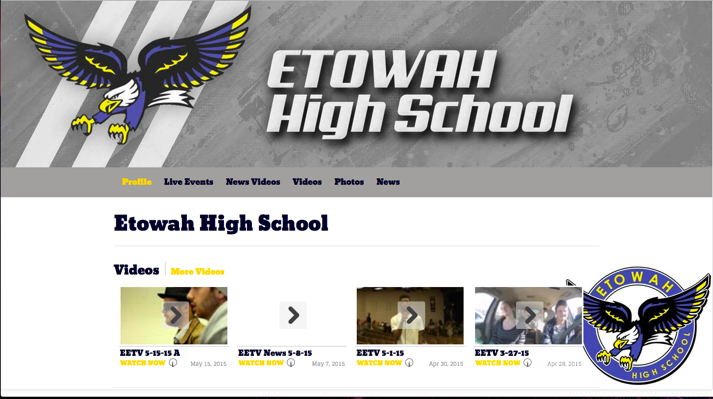 ETOWAH
High School
Profile Live Events News Videos Videos Photos News
Etowah High School
Videos More Videos
EETV 5-15-15 A
WATCH NOW May 15, 2015
EETV News 5-8-15
WATCH NOW May 7, 2015
EETV 5-1-15
WATCH NOW Apr 30, 2015
EETV 3-27-15
WATCH NOW Apr 28, 2015
ETOWAH
HIGH SCHOOL